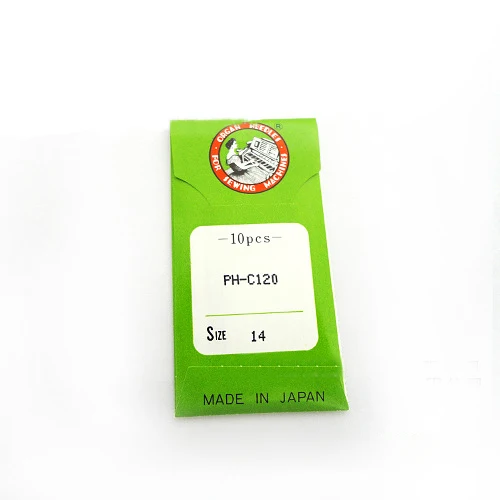 ORGAN NEEDLES
FOR SEWING MACHINES
®
-10pcs-
PH-C120
SIZE 14
MADE IN JAPAN